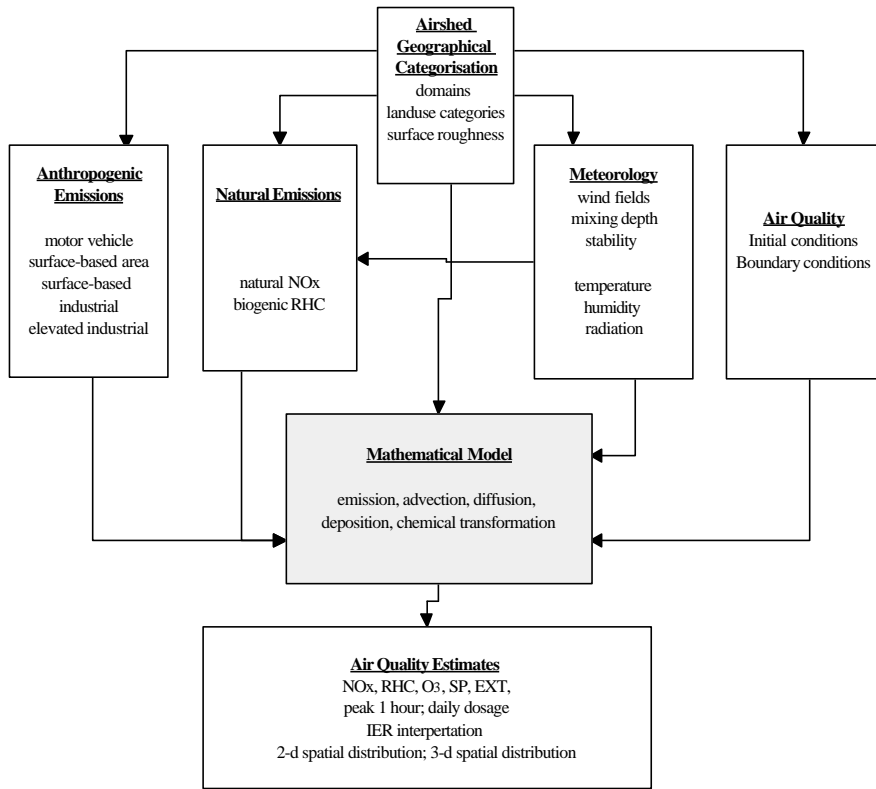 Airshed
Geographical
Categorisation
domains
landuse categories
surface roughness
Anthropogenic
Emissions
motor vehicle
surface-based area
surface-based
industrial
elevated industrial
Natural Emissions
natural NOx
biogenic RHC
Meteorology
wind fields
mixing depth
stability
temperature
humidity
radiation
Air Quality
Initial conditions
Boundary conditions
Mathematical Model
emission, advection, diffusion,
deposition, chemical transformation
Air Quality Estimates
NOx, RHC, O3, SP, EXT,
peak 1 hour; daily dosage
IER interpertation
2-d spatial distribution; 3-d spatial distribution